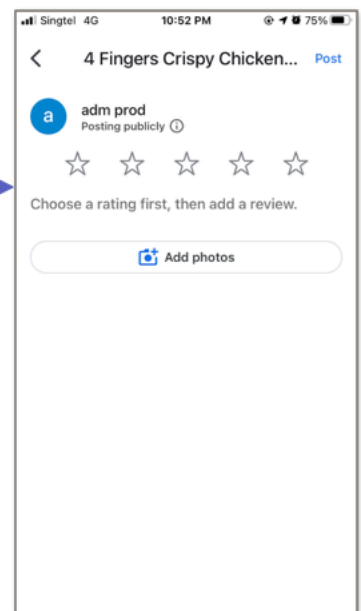 Singtel 4G 10:52 PM 75%
4 Fingers Crispy Chicken... Post
a
adm prod
Posting publicly
Choose a rating first, then add a review.
Add photos